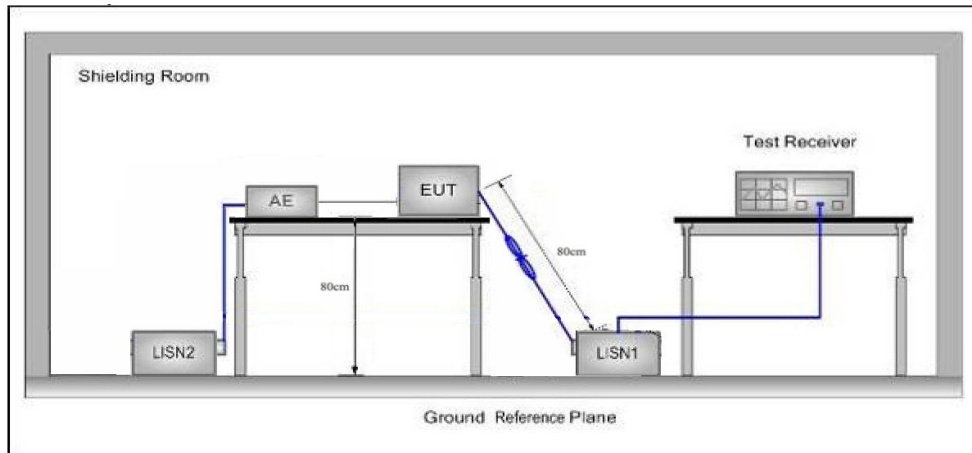 Shielding Room
Test Receiver
EUT
AE
80cm
80cm
LISN2
LISN1
Ground Reference Plane